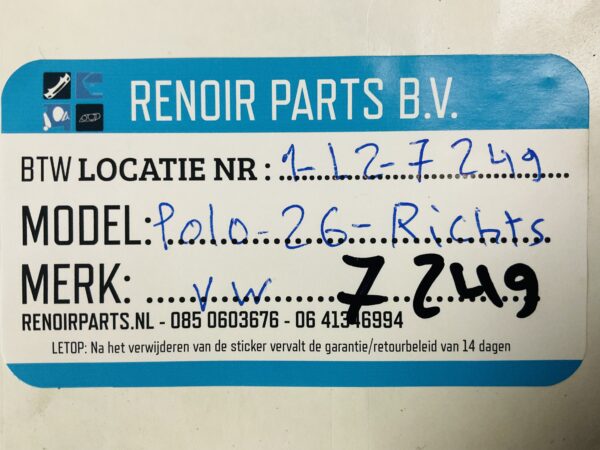 RENOIR PARTS B.V.
BTW LOCATIE NR: 1-L2-7249
MODEL: Polo-2G-Richts
MERK: VW 7249
RENOIRPARTS.NL - 085 0603676 - 06 41346994
LETOP: Na het verwijderen van de sticker vervalt de garantie/retourbeleid van 14 dagen